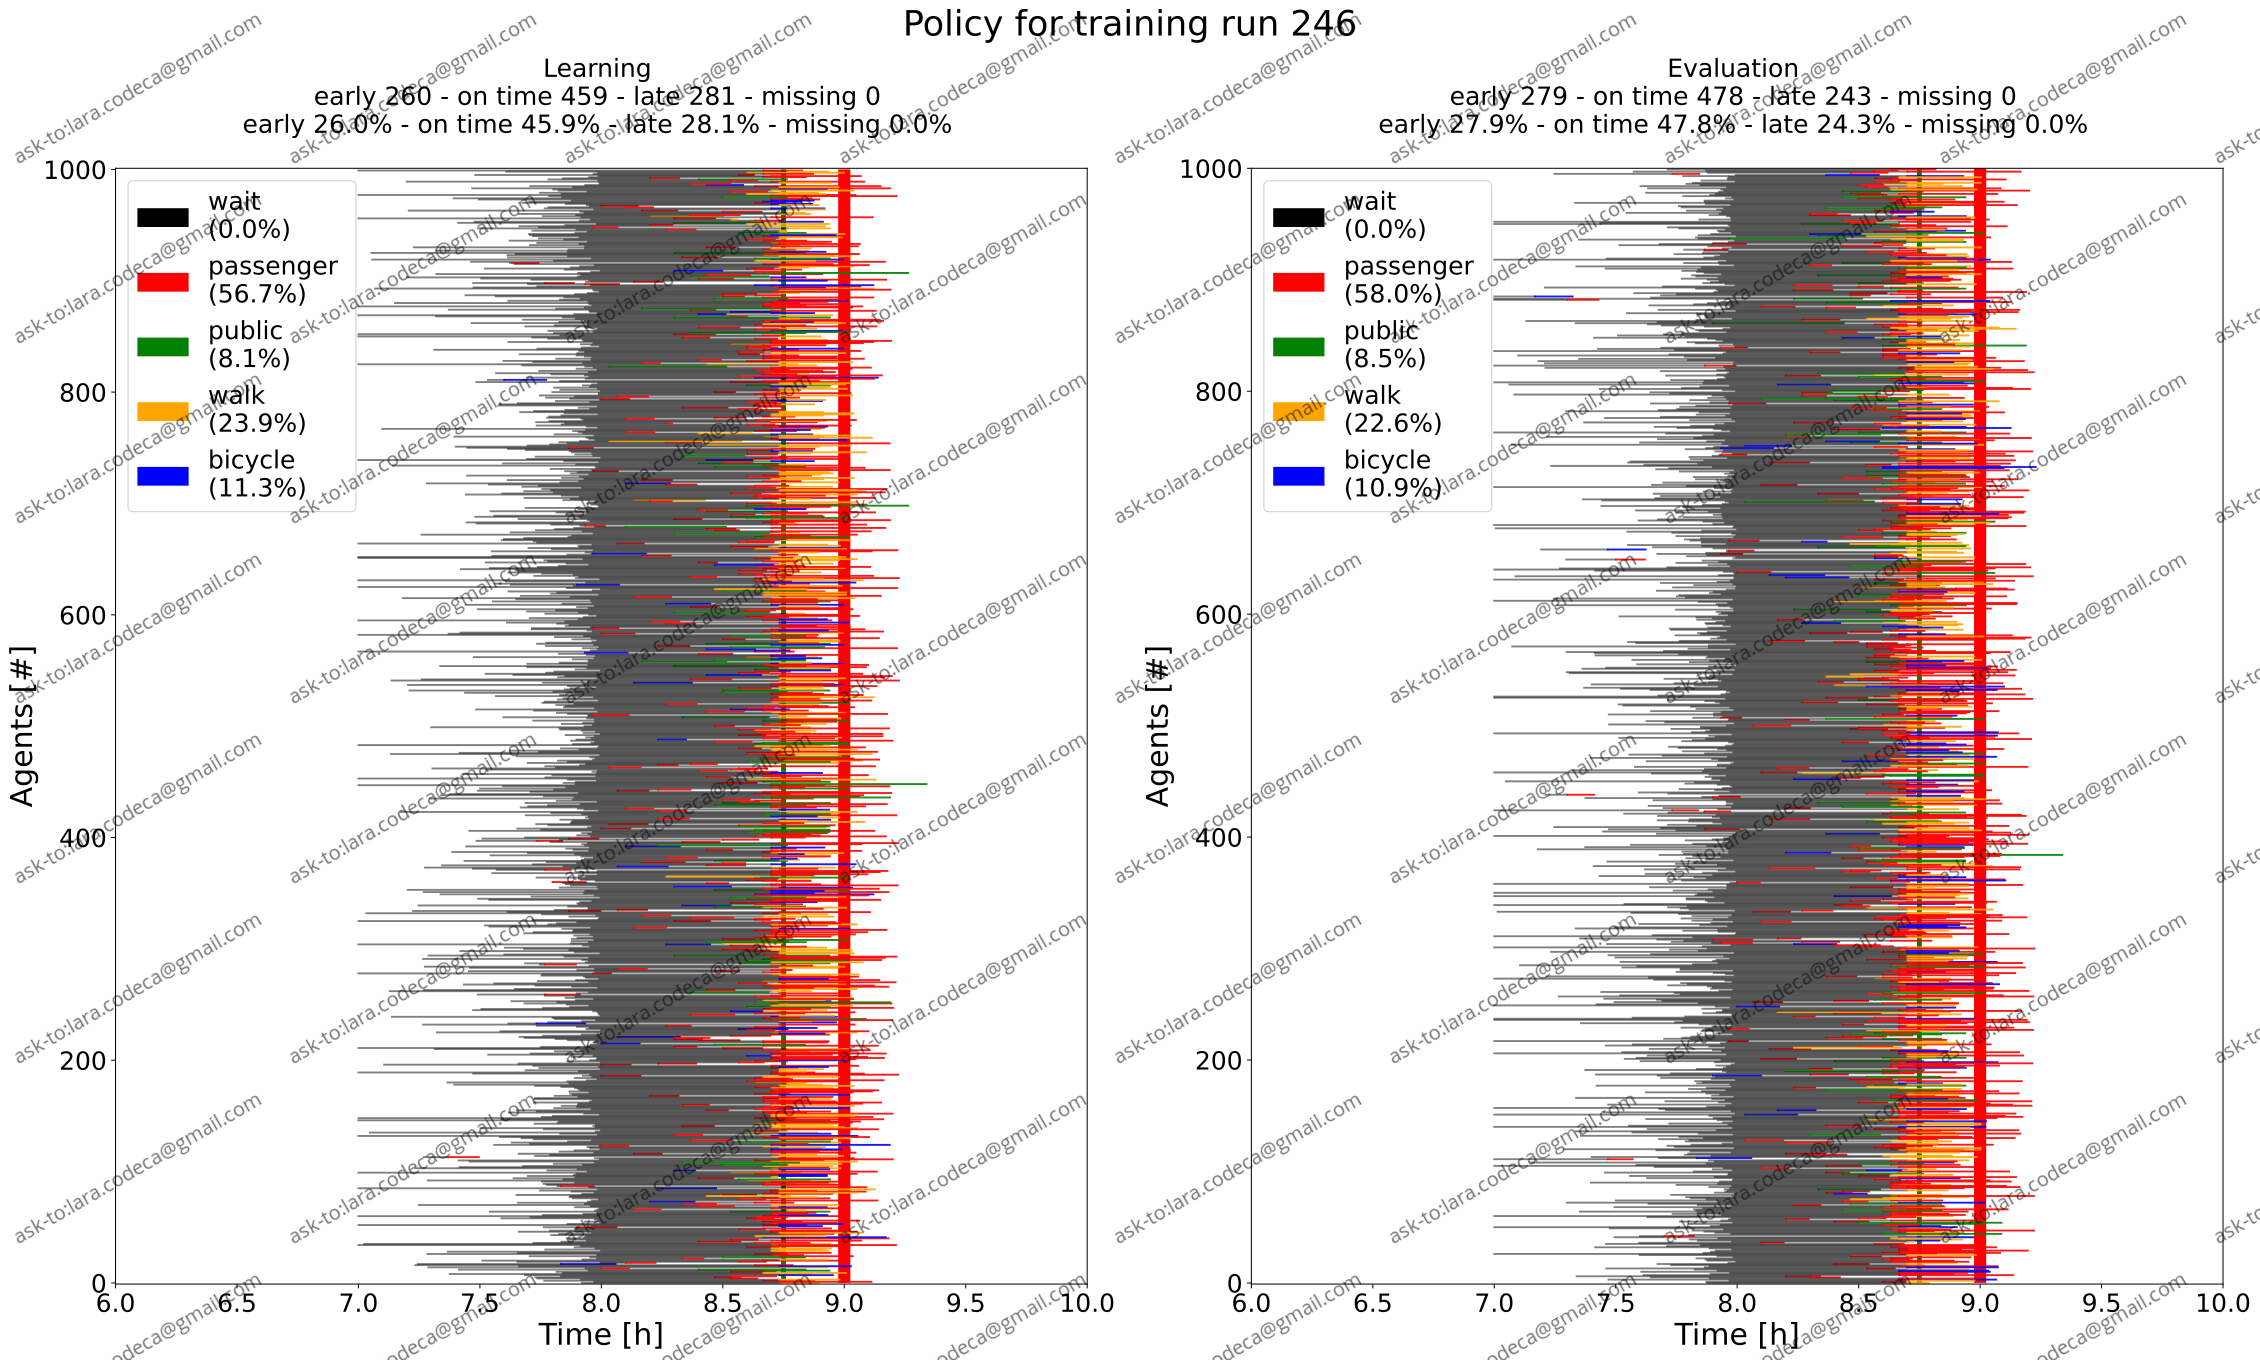 Policy for training run 246
Learning
early 260 - on time 459 - late 281 - missing 0
early 26.0% - on time 45.9% - late 28.1% - missing 0.0%
1000
800
600
400
200
0
Agents [#]
wait
(0.0%)
passenger
(56.7%)
public
(8.1%)
walk
(23.9%)
bicycle
(11.3%)
6.0 6.5 7.0 7.5 8.0 8.5 9.0 9.5 10.0
Time [h]
Evaluation
early 279 - on time 478 - late 243 - missing 0
early 27.9% - on time 47.8% - late 24.3% - missing 0.0%
1000
800
600
400
200
0
Agents [#]
wait
(0.0%)
passenger
(58.0%)
public
(8.5%)
walk
(22.6%)
bicycle
(10.9%)
6.0 6.5 7.0 7.5 8.0 8.5 9.0 9.5 10.0
Time [h]
ask-to:lara.codeca@gmail.com